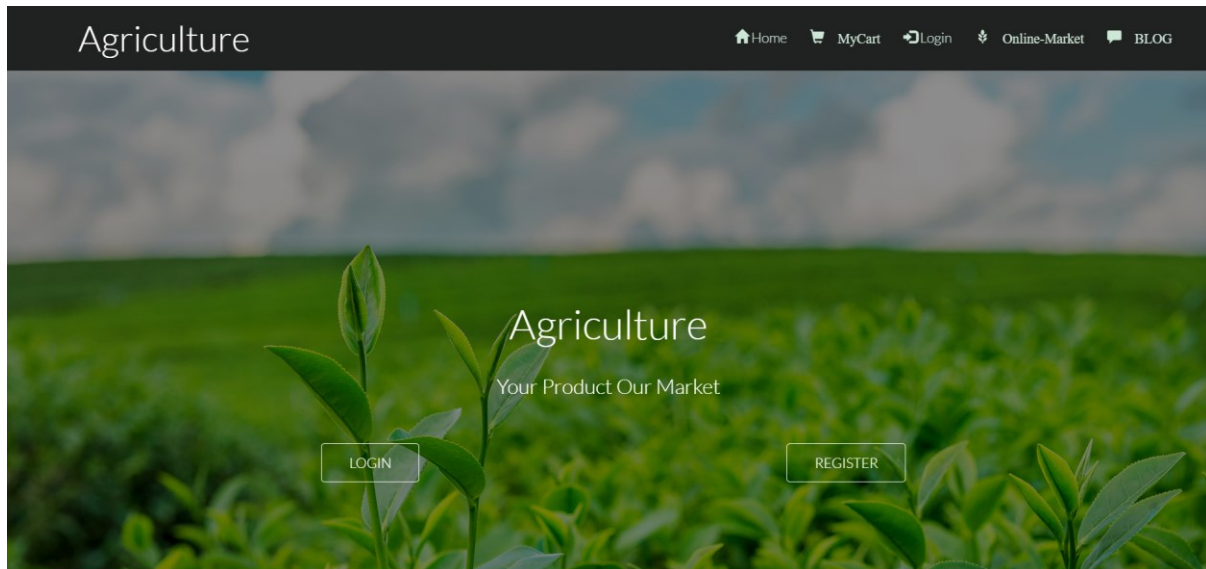 Agriculture
Home MyCart Login Online-Market BLOG
Agriculture
Your Product Our Market
LOGIN REGISTER